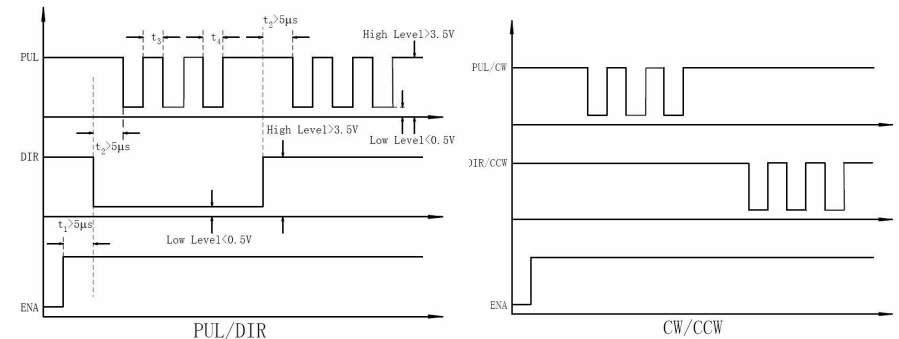 t₂>5μs
High Level>3.5V
t₃
t₄
PUL
Low Level<0.5V
t₂>5μs
High Level>3.5V
DIR
t₁>5μs
Low Level<0.5V
ENA
PUL/DIR
PUL/CW
DIR/CCW
ENA
CW/CCW